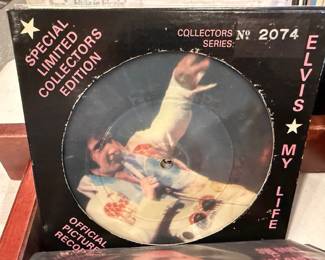 SPECIAL
LIMITED
COLLECTORS
EDITION
COLLECTORS
SERIES: Nº 2074
ELVIS ★ MY LIFE
OFFICIAL
PICTURE
RECORD